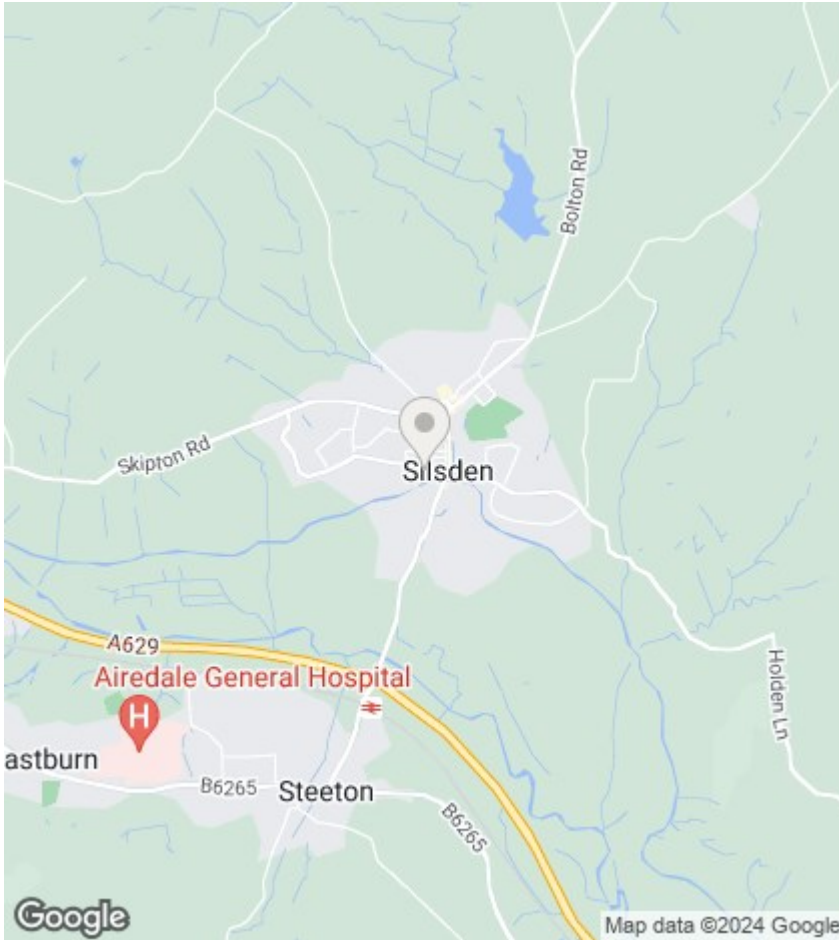 Bolton Rd
Skipton Rd
Silsden
A629
Airedale General Hospital
H
Holden Ln
astburn
B6265
Steeton
B6265
Google
Map data ©2024 Google